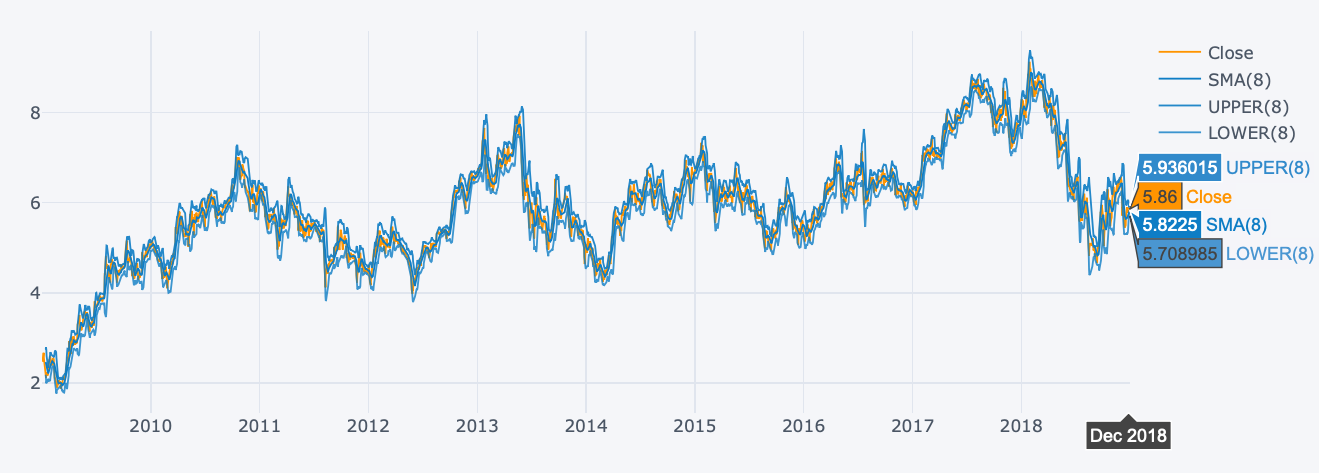 Close
SMA(8)
UPPER(8)
LOWER(8)
8
6
4
2
5.936015 UPPER(8)
5.86 Close
5.8225 SMA(8)
5.708985 LOWER(8)
2010 2011 2012 2013 2014 2015 2016 2017 2018
Dec 2018